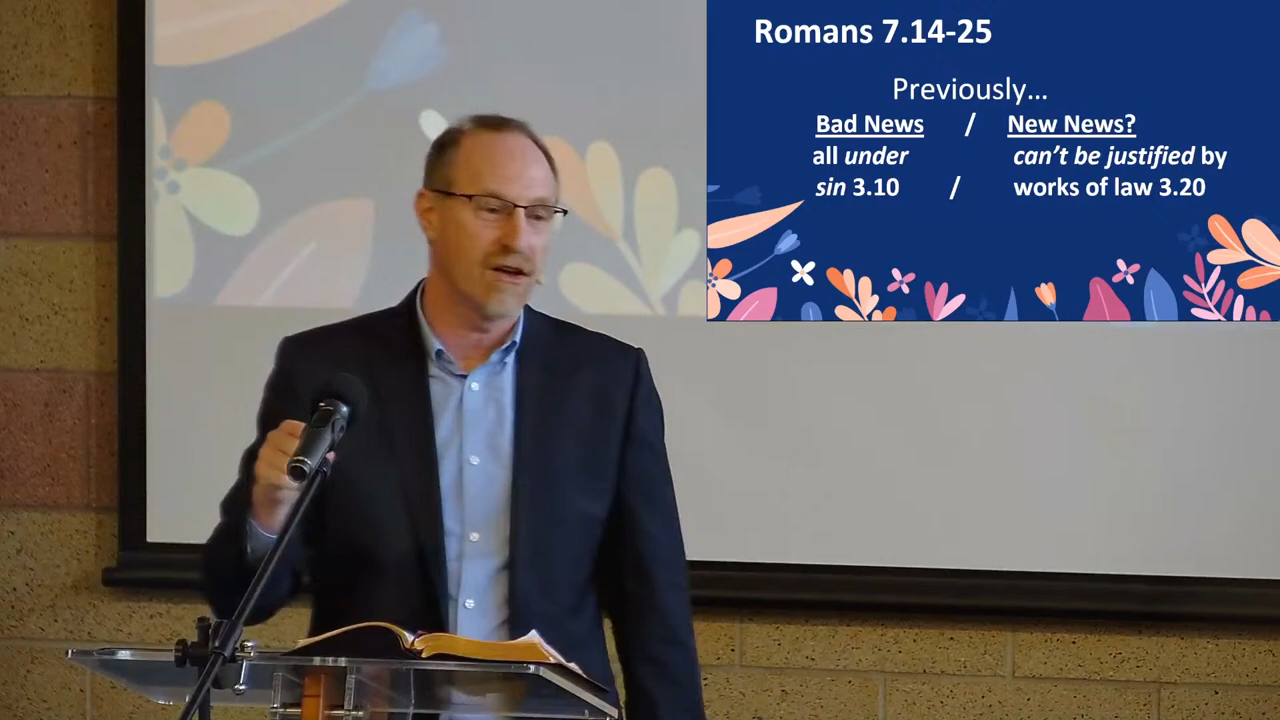 Romans 7.14-25
Previously...
Bad News / New News?
all under can't be justified by
sin 3.10 / works of law 3.20